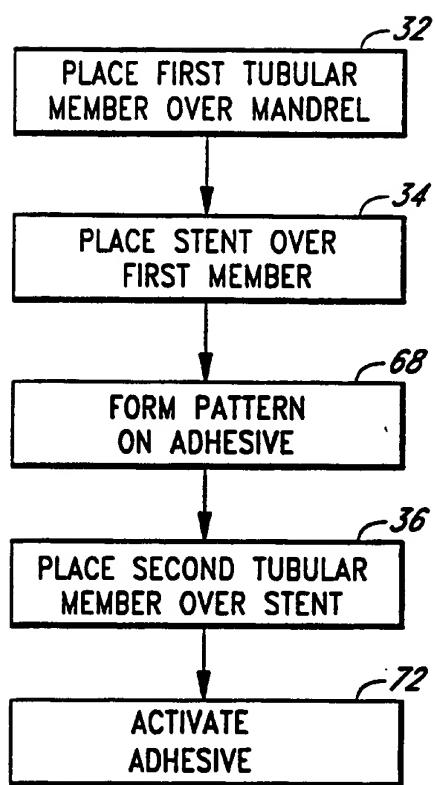 32
PLACE FIRST TUBULAR
MEMBER OVER MANDREL
34
PLACE STENT OVER
FIRST MEMBER
68
FORM PATTERN
ON ADHESIVE
36
PLACE SECOND TUBULAR
MEMBER OVER STENT
72
ACTIVATE
ADHESIVE